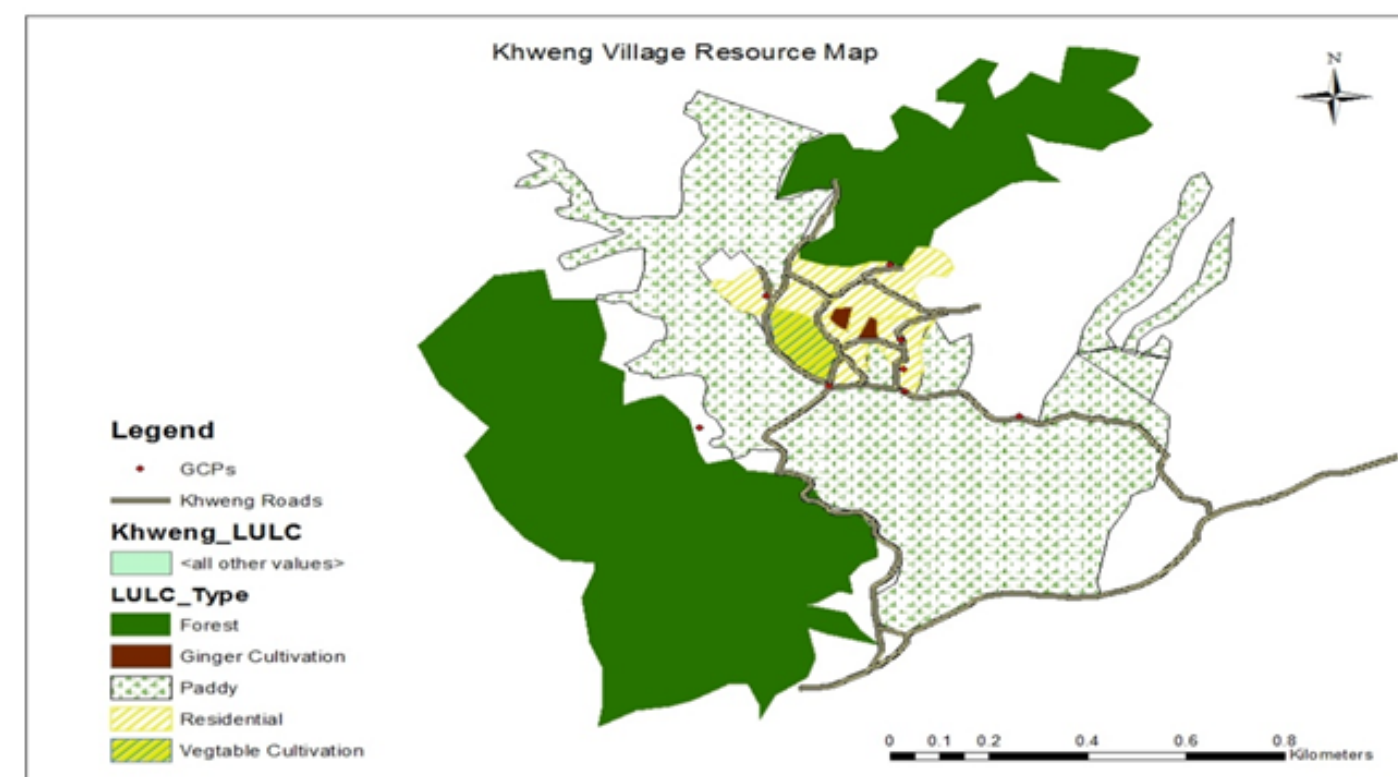 Khweng Village Resource Map
N
Legend
GCPs
Khweng Roads
Khweng_LULC
<all other values>
LULC_Type
Forest
Ginger Cultivation
Paddy
Residential
Vegtable Cultivation
0 0.1 0.2 0.4 0.6 0.8
Kilometers